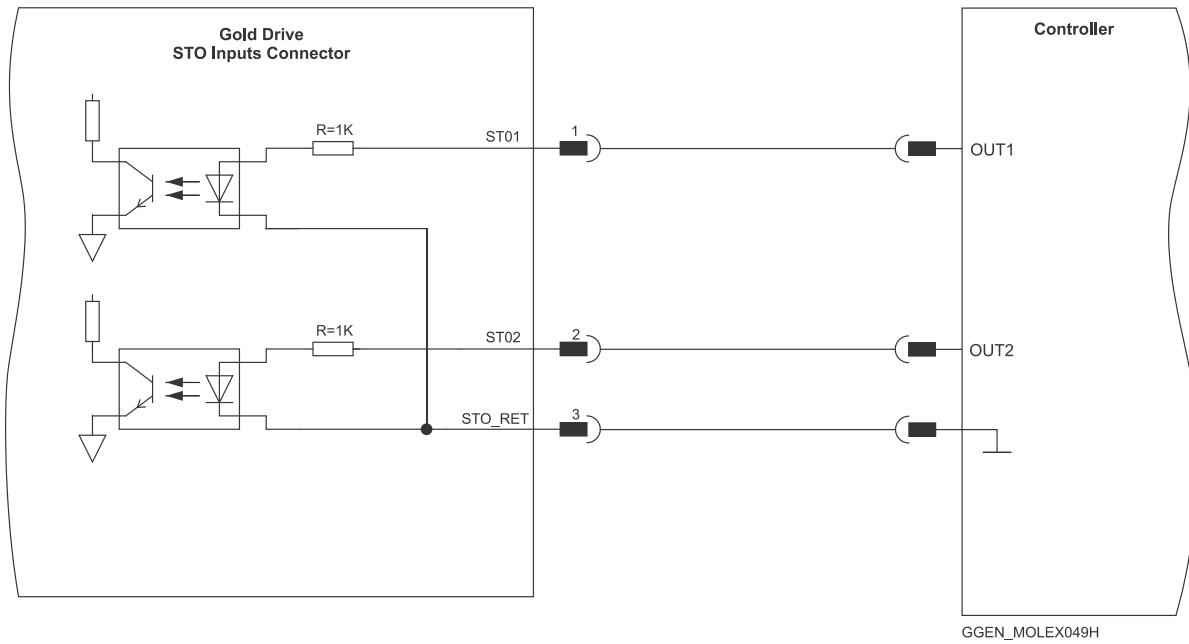 Gold Drive
STO Inputs Connector
Controller
R=1K
ST01
1
OUT1
R=1K
ST02
2
OUT2
STO_RET
3
GGEN_MOLEX049H